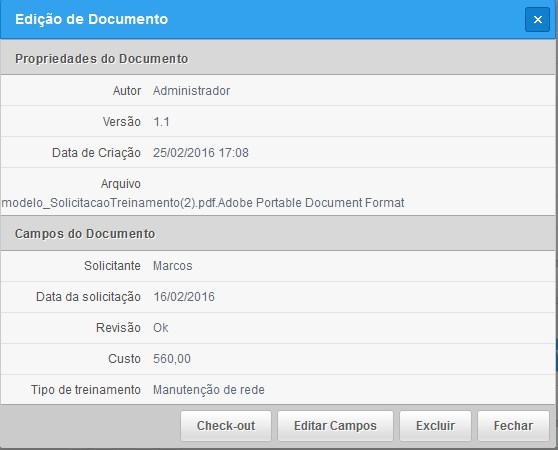 Edição de Documento
×
Propriedades do Documento
Autor Administrador
Versão 1.1
Data de Criação 25/02/2016 17:08
Arquivo
modelo_SolicitacaoTreinamento(2).pdf.Adobe Portable Document Format
Campos do Documento
Solicitante Marcos
Data da solicitação 16/02/2016
Revisão Ok
Custo 560,00
Tipo de treinamento Manutenção de rede
Check-out Editar Campos Excluir Fechar